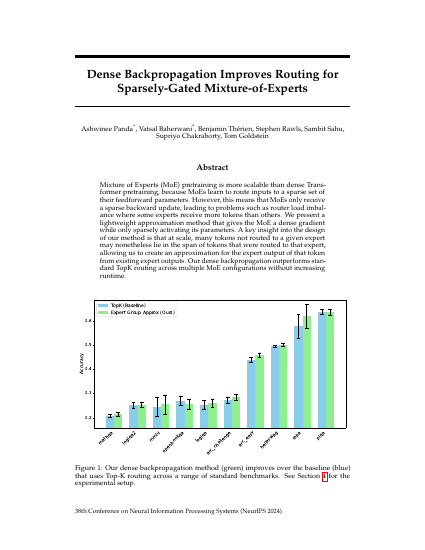 Dense Backpropagation Improves Routing for
Sparsely-Gated Mixture-of-Experts
Ashwinee Panda*, Vatsal Baherwani*, Benjamin Thérien, Stephen Rawls, Sambit Sahu,
Supriyo Chakraborty, Tom Goldstein
Abstract
Mixture of Experts (MoE) pretraining is more scalable than dense Trans-
former pretraining, because MoEs learn to route inputs to a sparse set of
their feedforward parameters. However, this means that MoEs only receive
a sparse backward update, leading to problems such as router load imbal-
ance where some experts receive more tokens than others. We present a
lightweight approximation method that gives the MoE a dense gradient
while only sparsely activating its parameters. A key insight into the design
of our method is that at scale, many tokens not routed to a given expert
may nonetheless lie in the span of tokens that were routed to that expert,
allowing us to create an approximation for the expert output of that token
from existing expert outputs. Our dense backpropagation outperforms stan-
dard TopK routing across multiple MoE configurations without increasing
runtime.
TopK (Baseline)
Expert Group Approx (Ours)
Accuracy
0.6
0.5
0.4
0.3
0.2
logiqa2
mmlu
openbookqa
logiqa
arc_challenge
arc_easy
hellaswag
piqa
Figure 1: Our dense backpropagation method (green) improves over the baseline (blue)
that uses Top-K routing across a range of standard benchmarks. See Section 4 for the
experimental setup.
38th Conference on Neural Information Processing Systems (NeurIPS 2024).